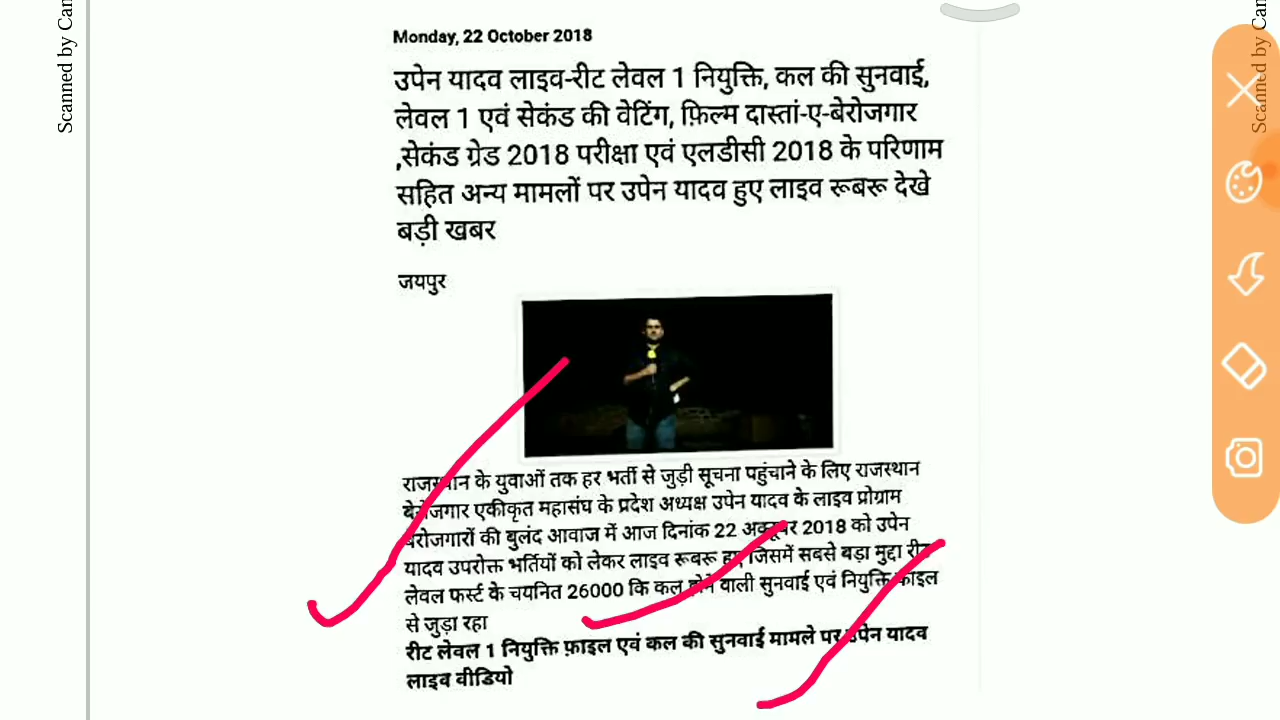 Scanned by Can
Scanned by Can
Monday, 22 October 2018
उपेन यादव लाइव-रीट लेवल 1 नियुक्ति, कल की सुनवाई,
लेवल 1 एवं सेकंड की वेटिंग, फ़िल्म दास्तां-ए-बेरोजगार
,सेकंड ग्रेड 2018 परीक्षा एवं एलडीसी 2018 के परिणाम
सहित अन्य मामलों पर उपेन यादव हुए लाइव रूबरू देखे
बड़ी खबर
जयपुर
राजस्थान के युवाओं तक हर भर्ती से जुड़ी सूचना पहुंचाने के लिए राजस्थान
बेरोजगार एकीकृत महासंघ के प्रदेश अध्यक्ष उपेन यादव के लाइव प्रोग्राम
बेरोजगारों की बुलंद आवाज में आज दिनांक 22 अक्टूबर 2018 को उपेन
यादव उपरोक्त भर्तियों को लेकर लाइव रूबरू हुए जिसमें सबसे बड़ा मुद्दा रीट
लेवल फर्स्ट के चयनित 26000 कि कल होने वाली सुनवाई एवं नियुक्ति फ़ाइल
से जुड़ा रहा
रीट लेवल 1 नियुक्ति फ़ाइल एवं कल की सुनवाई मामले पर उपेन यादव
लाइव वीडियो